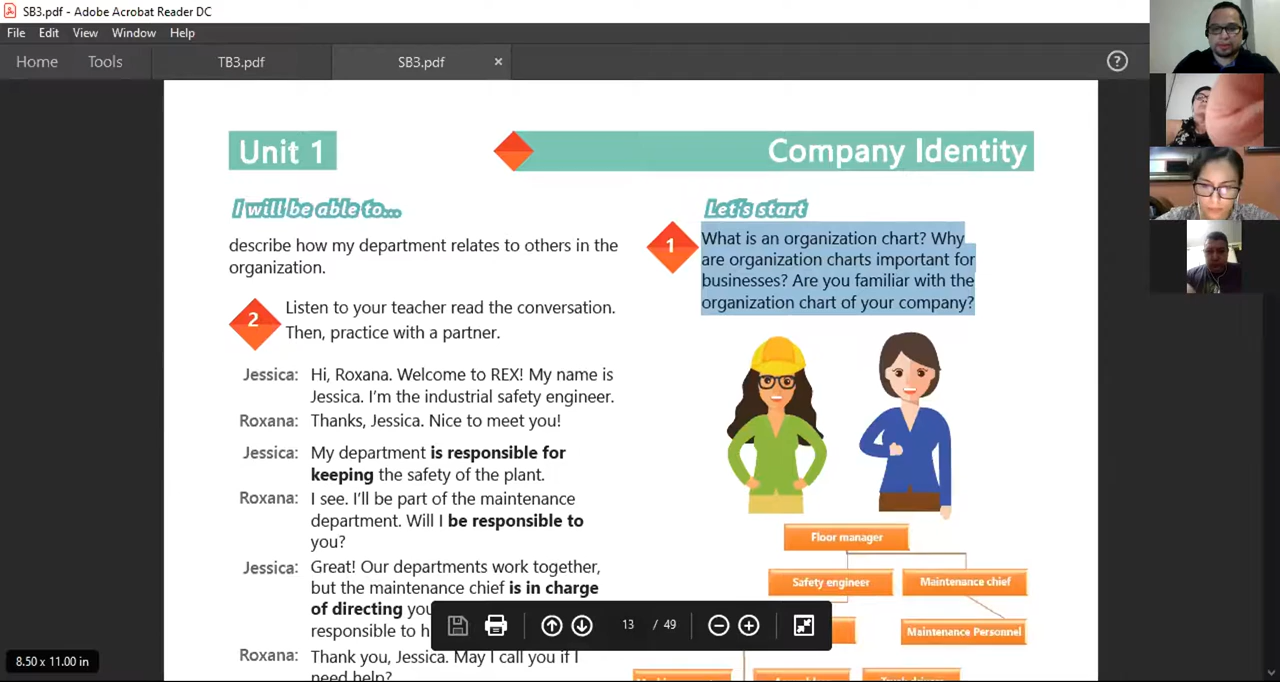 SB3.pdf - Adobe Acrobat Reader DC
File Edit View Window Help
Home Tools TB3.pdf SB3.pdf × ?
Unit 1
Company Identity
I will be able to...
describe how my department relates to others in the
organization.
2
Listen to your teacher read the conversation.
Then, practice with a partner.
Jessica: Hi, Roxana. Welcome to REX! My name is
Jessica. I'm the industrial safety engineer.
Roxana: Thanks, Jessica. Nice to meet you!
Jessica: My department is responsible for
keeping the safety of the plant.
Roxana: I see. I'll be part of the maintenance
department. Will I be responsible to
you?
Jessica: Great! Our departments work together,
but the maintenance chief is in charge
of directing
responsible to
Roxana: Thank you, Jessica. May I call you if I
need help?
Let's start
1
What is an organization chart? Why
are organization charts important for
businesses? Are you familiar with the
organization chart of your company?
Floor manager
Safety engineer Maintenance chief
Maintenance Personnel
13 / 49
8.50 x 11.00 in